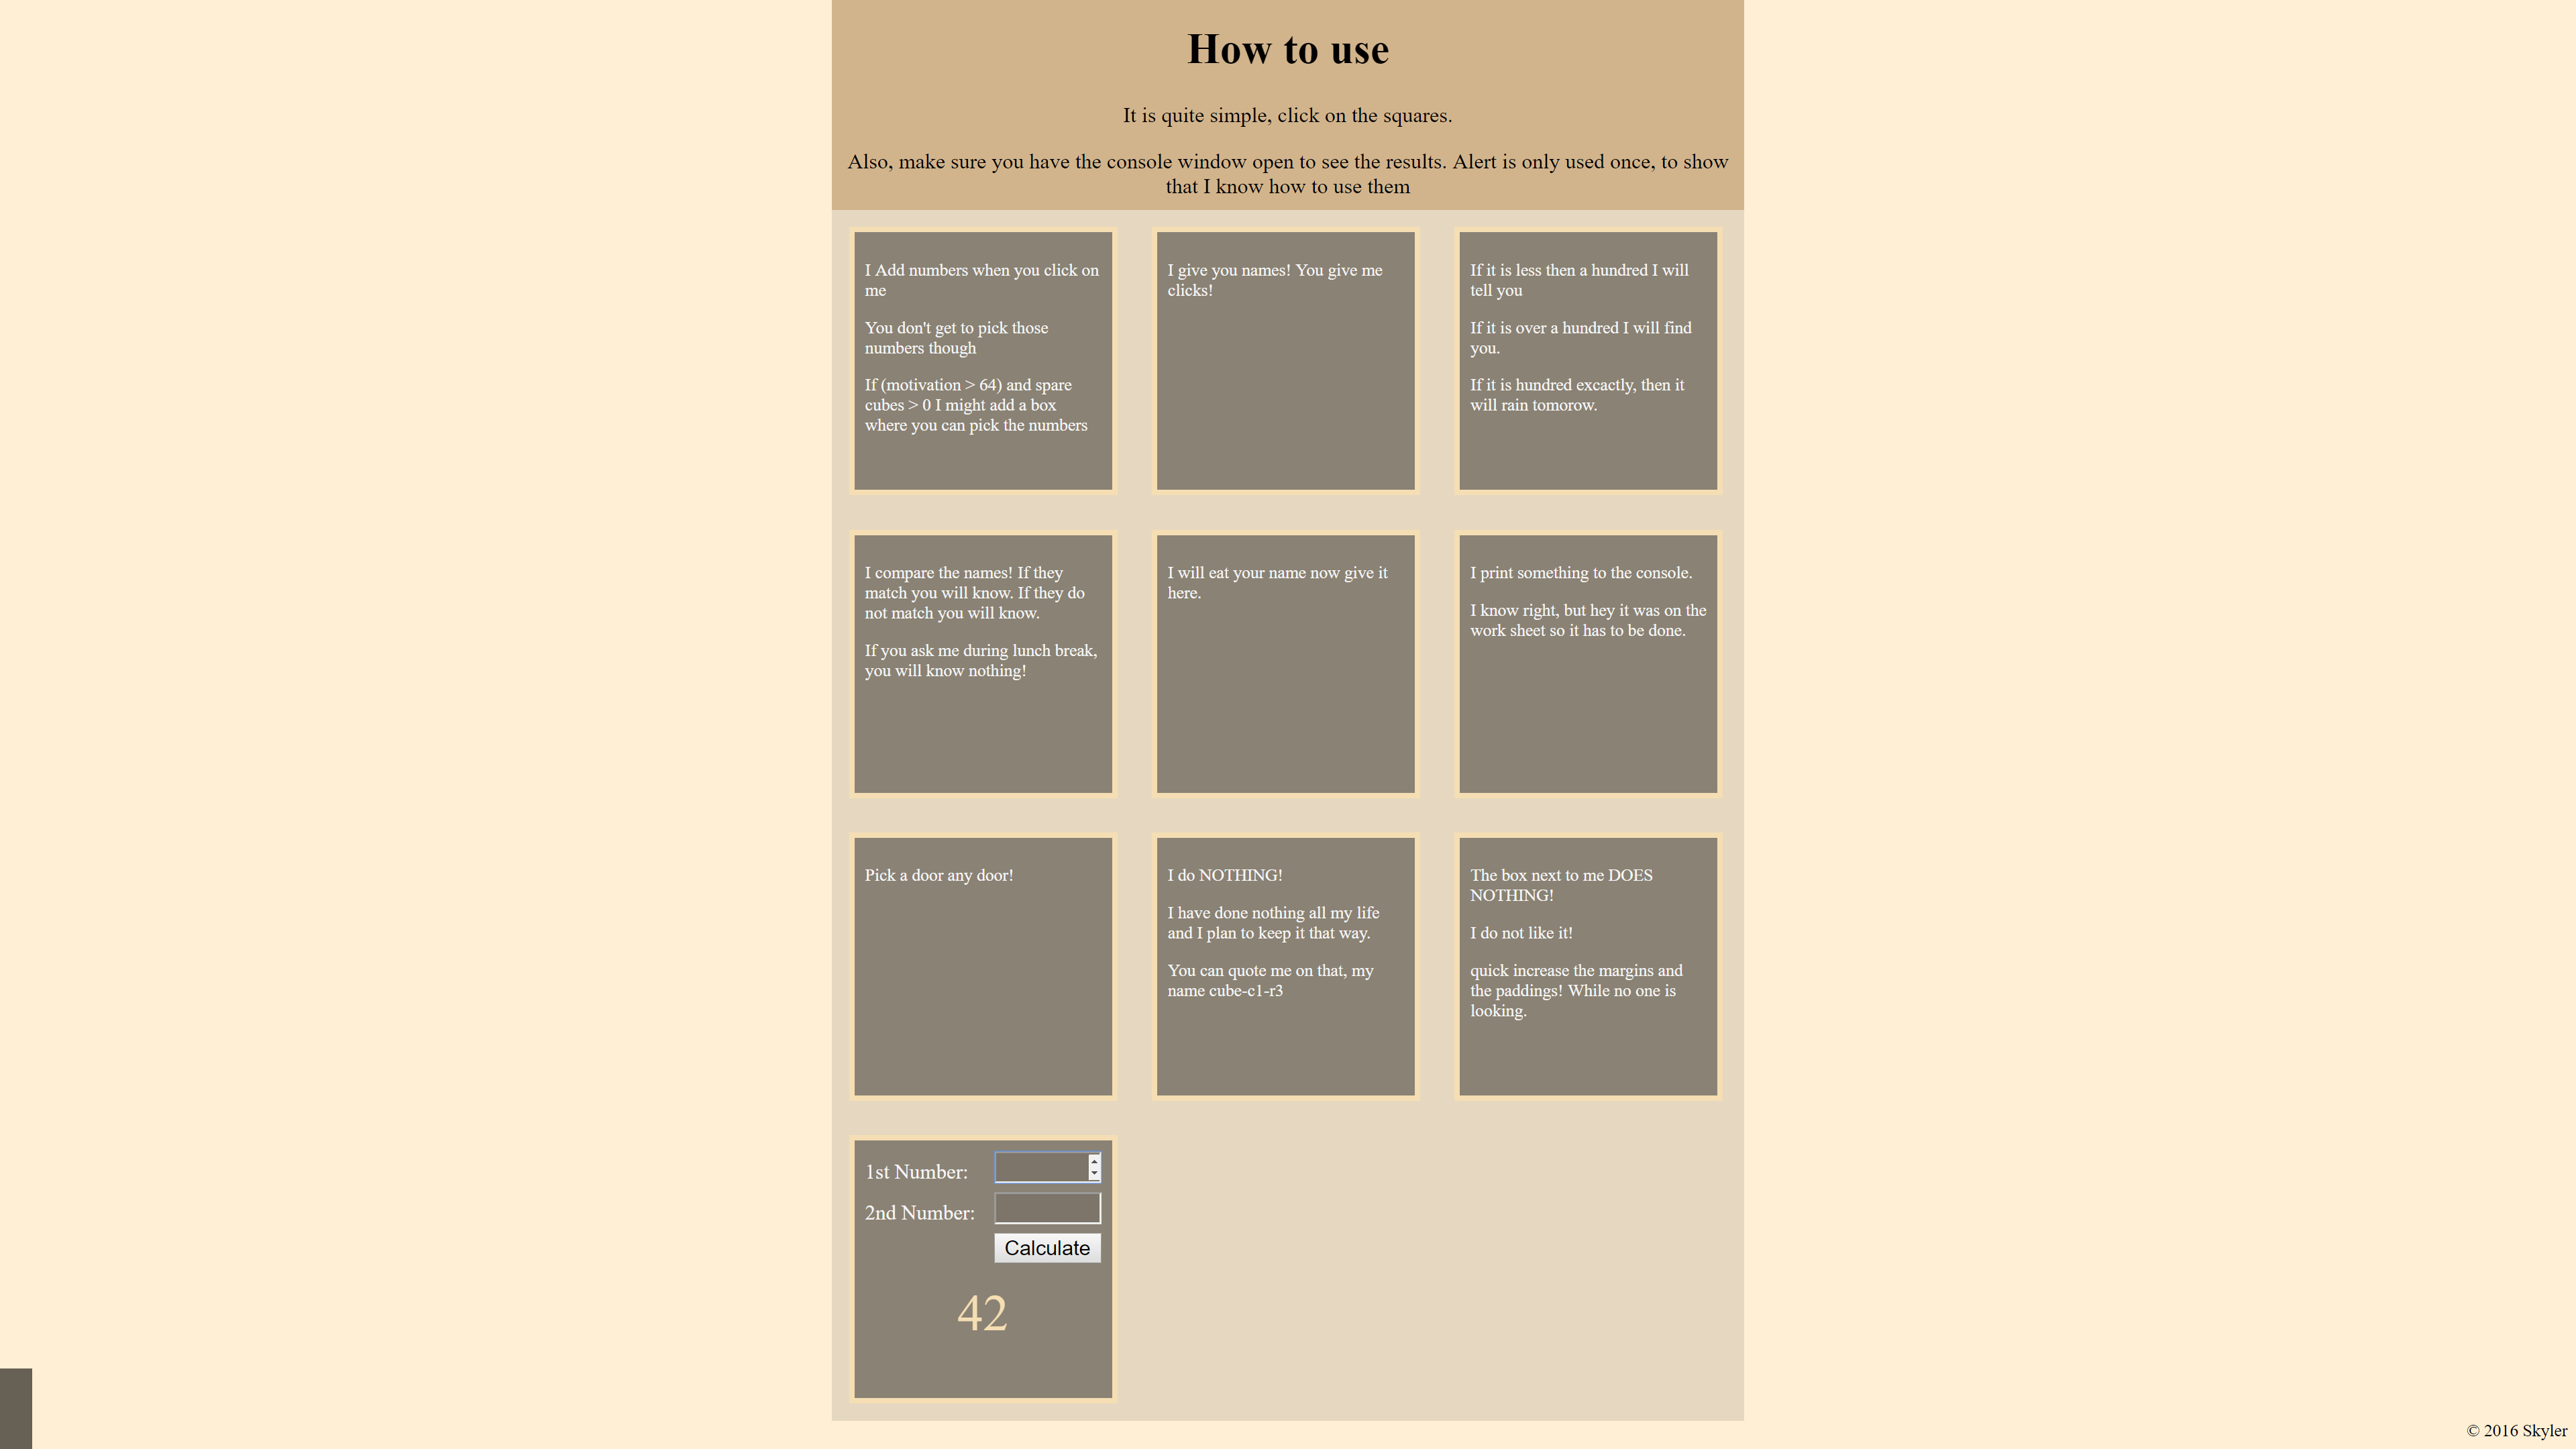 How to use
It is quite simple, click on the squares.
Also, make sure you have the console window open to see the results. Alert is only used once, to show
that I know how to use them
I Add numbers when you click on
me
You don't get to pick those
numbers though
If (motivation > 64) and spare
cubes > 0 I might add a box
where you can pick the numbers
I give you names! You give me
clicks!
If it is less then a hundred I will
tell you
If it is over a hundred I will find
you.
If it is hundred excactly, then it
will rain tomorow.
I compare the names! If they
match you will know. If they do
not match you will know.
If you ask me during lunch break,
you will know nothing!
I will eat your name now give it
here.
I print something to the console.
I know right, but hey it was on the
work sheet so it has to be done.
Pick a door any door!
I do NOTHING!
I have done nothing all my life
and I plan to keep it that way.
You can quote me on that, my
name cube-c1-r3
The box next to me DOES
NOTHING!
I do not like it!
quick increase the margins and
the paddings! While no one is
looking.
1st Number:
2nd Number:
Calculate
42
© 2016 Skyler